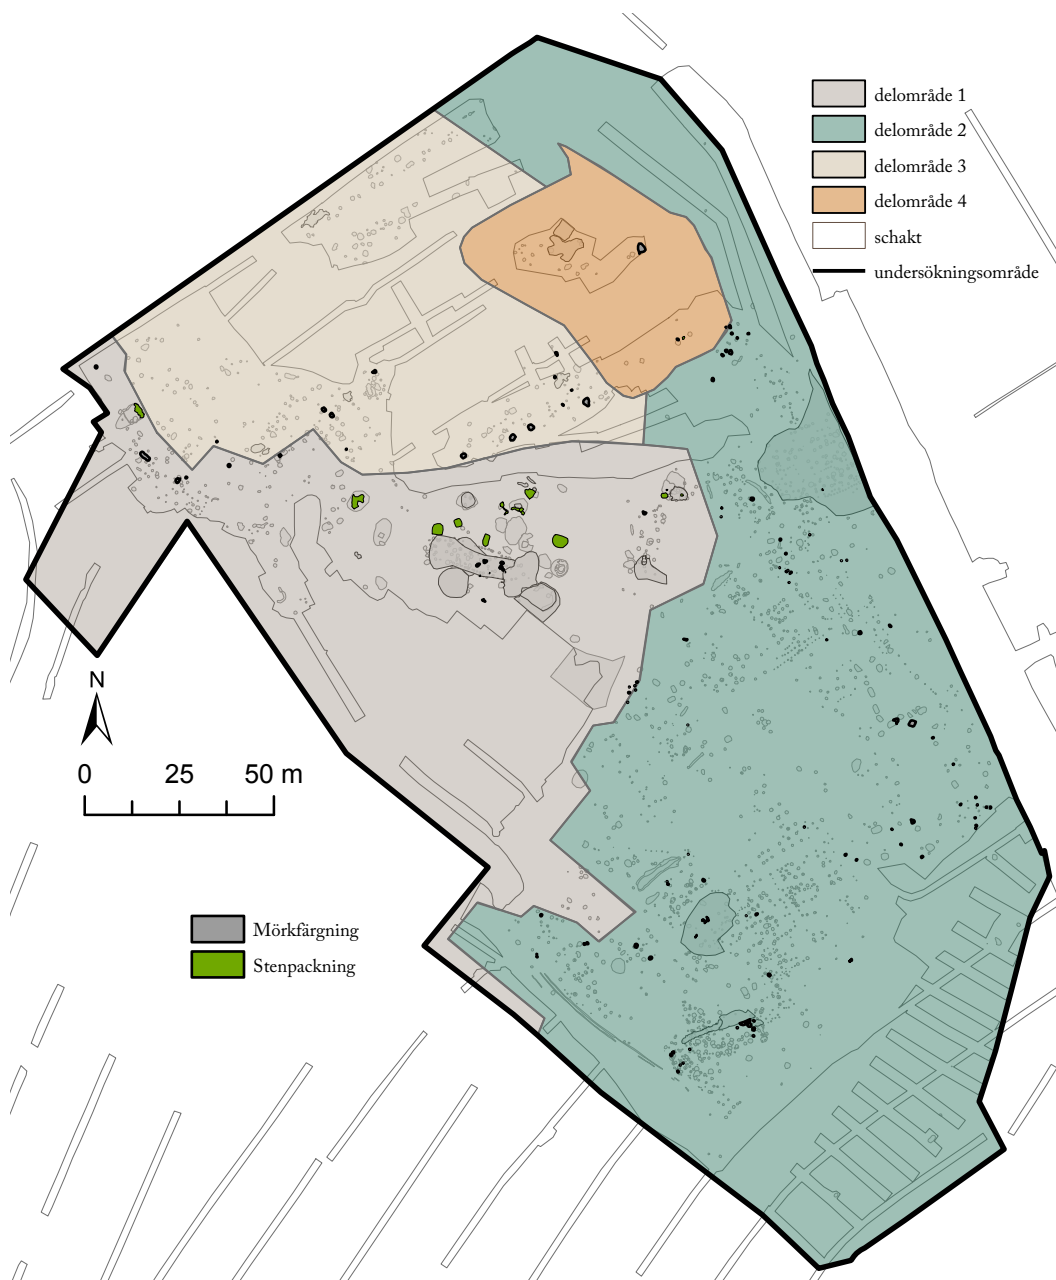 delområde 1
delområde 2
delområde 3
delområde 4
schakt
undersökningsområde
N
0 25 50 m
Mörkfärgning
Stenpackning